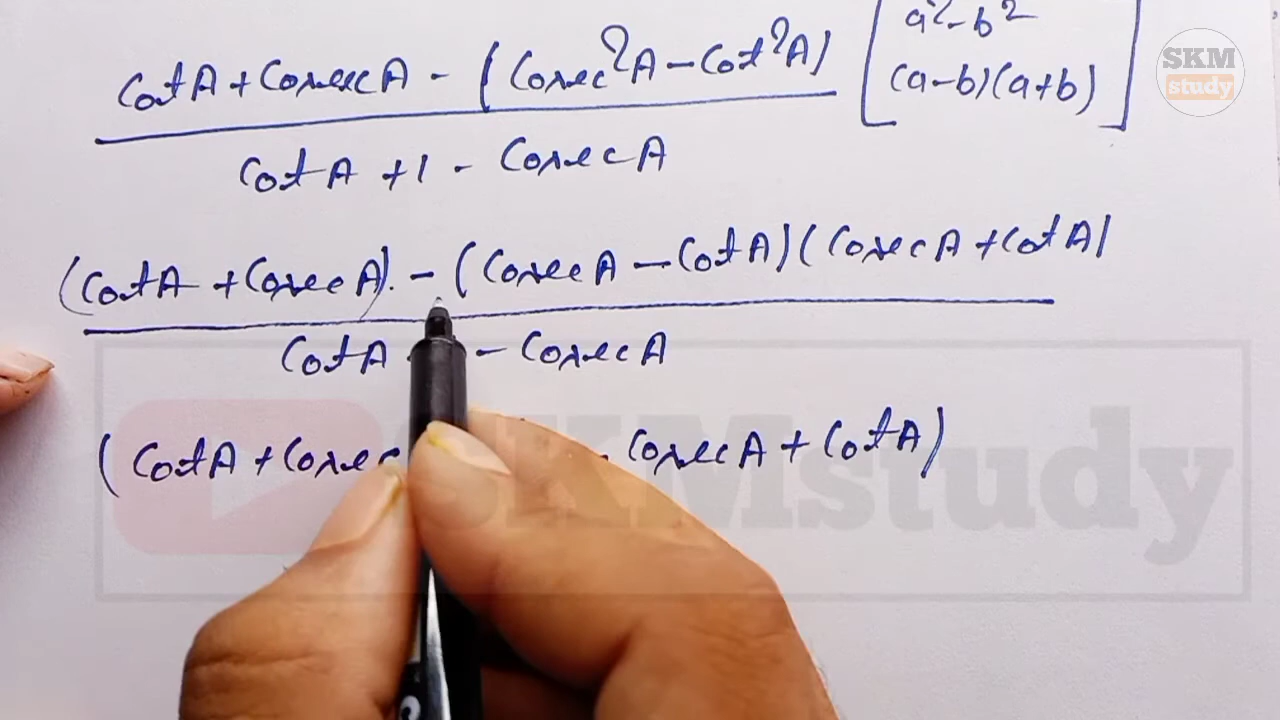 a²-b²
SKM
study
CotA + CosecA - (Cosec²A - Cot²A)
(a-b)(a+b)
CotA + 1 - CosecA
(CotA + CosecA) - (CosecA - CotA)(CosecA + CotA)
CotA - CosecA
(CotA + Cosec - CosecA + CotA)
SKMstudy